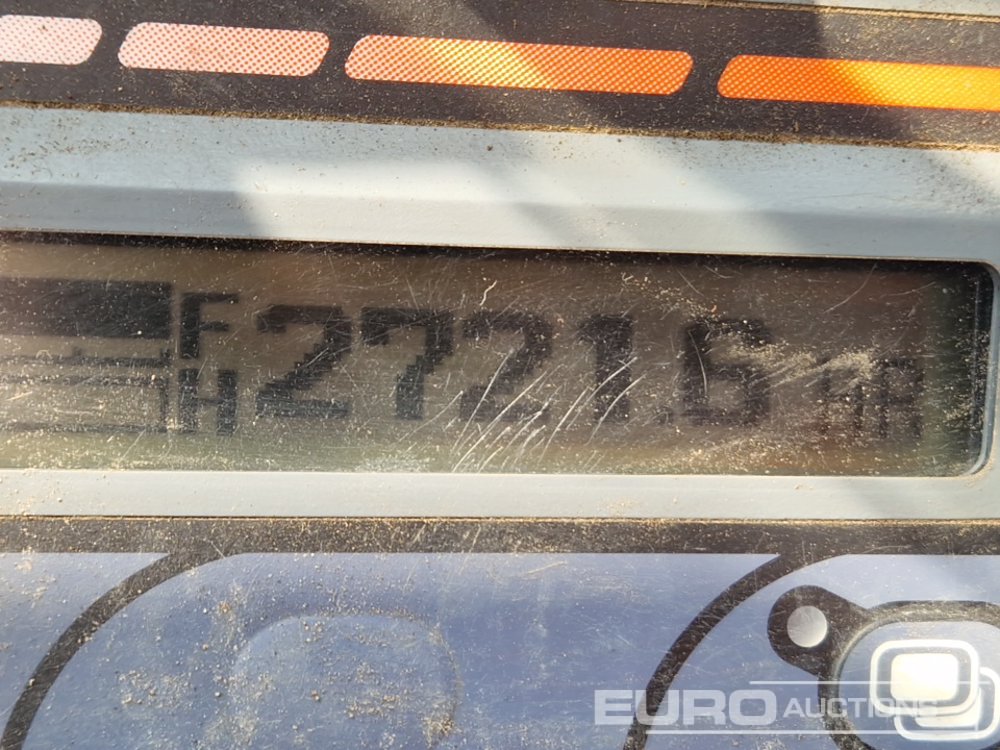 F 2721.6 HR
H
EURO AUCTIONS